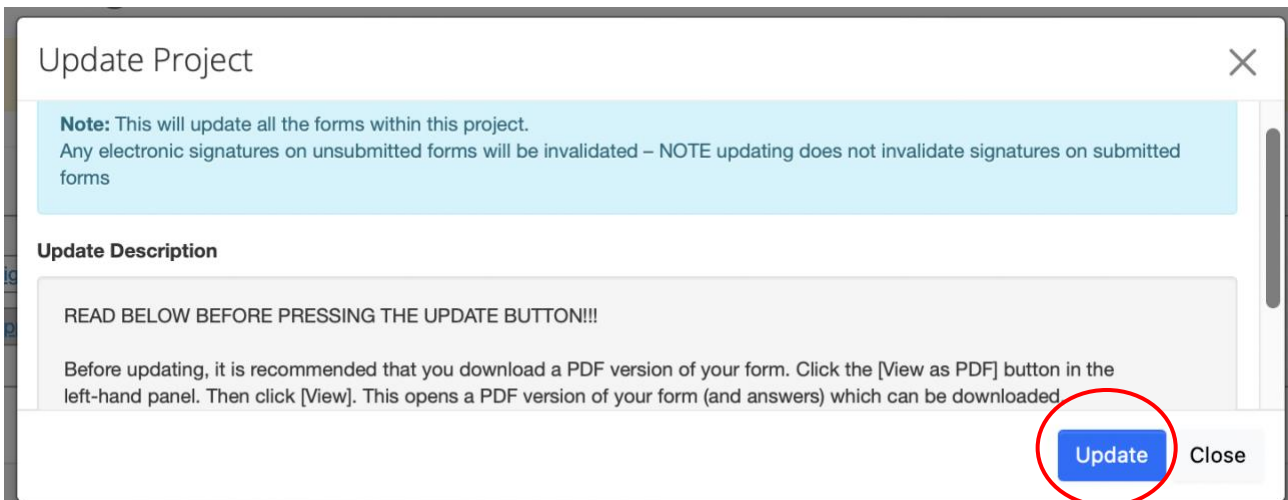 Update Project
Note: This will update all the forms within this project.
Any electronic signatures on unsubmitted forms will be invalidated – NOTE updating does not invalidate signatures on submitted
forms
Update Description
READ BELOW BEFORE PRESSING THE UPDATE BUTTON!!!
Before updating, it is recommended that you download a PDF version of your form. Click the [View as PDF] button in the
left-hand panel. Then click [View]. This opens a PDF version of your form (and answers) which can be downloaded.
Update Close